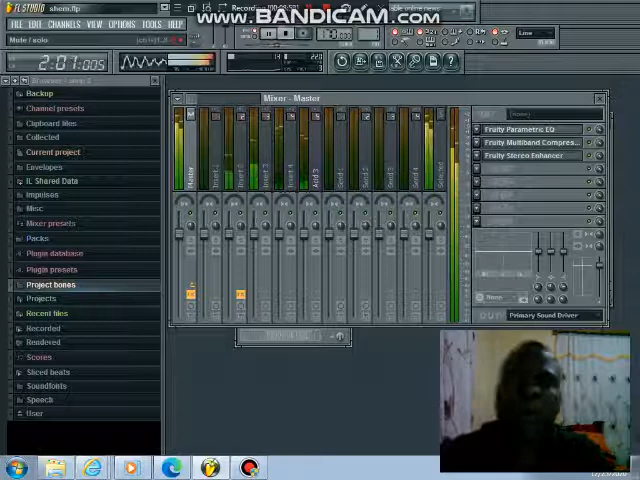 FL STUDIO shem.flp
WWW.BANDICAM.COM
FILE EDIT CHANNELS VIEW OPTIONS TOOLS HELP
Mute / solo
Line
2:01:005
Mixer - Master
Backup
Channel presets
Clipboard files
Collected
Current project
Envelopes
IL Shared Data
Impulses
Misc
Mixer presets
Packs
Plugin database
Plugin presets
Project bones
Projects
Recent files
Recorded
Rendered
Scores
Sliced beats
Soundfonts
Speech
User
Master
Insert 1
Insert 2
Insert 3
Insert 4
Send 2
Send 3
Send 4
Selected
Fruity Parametric EQ
Fruity Multiband Compres...
Fruity Stereo Enhancer
None
Primary Sound Driver